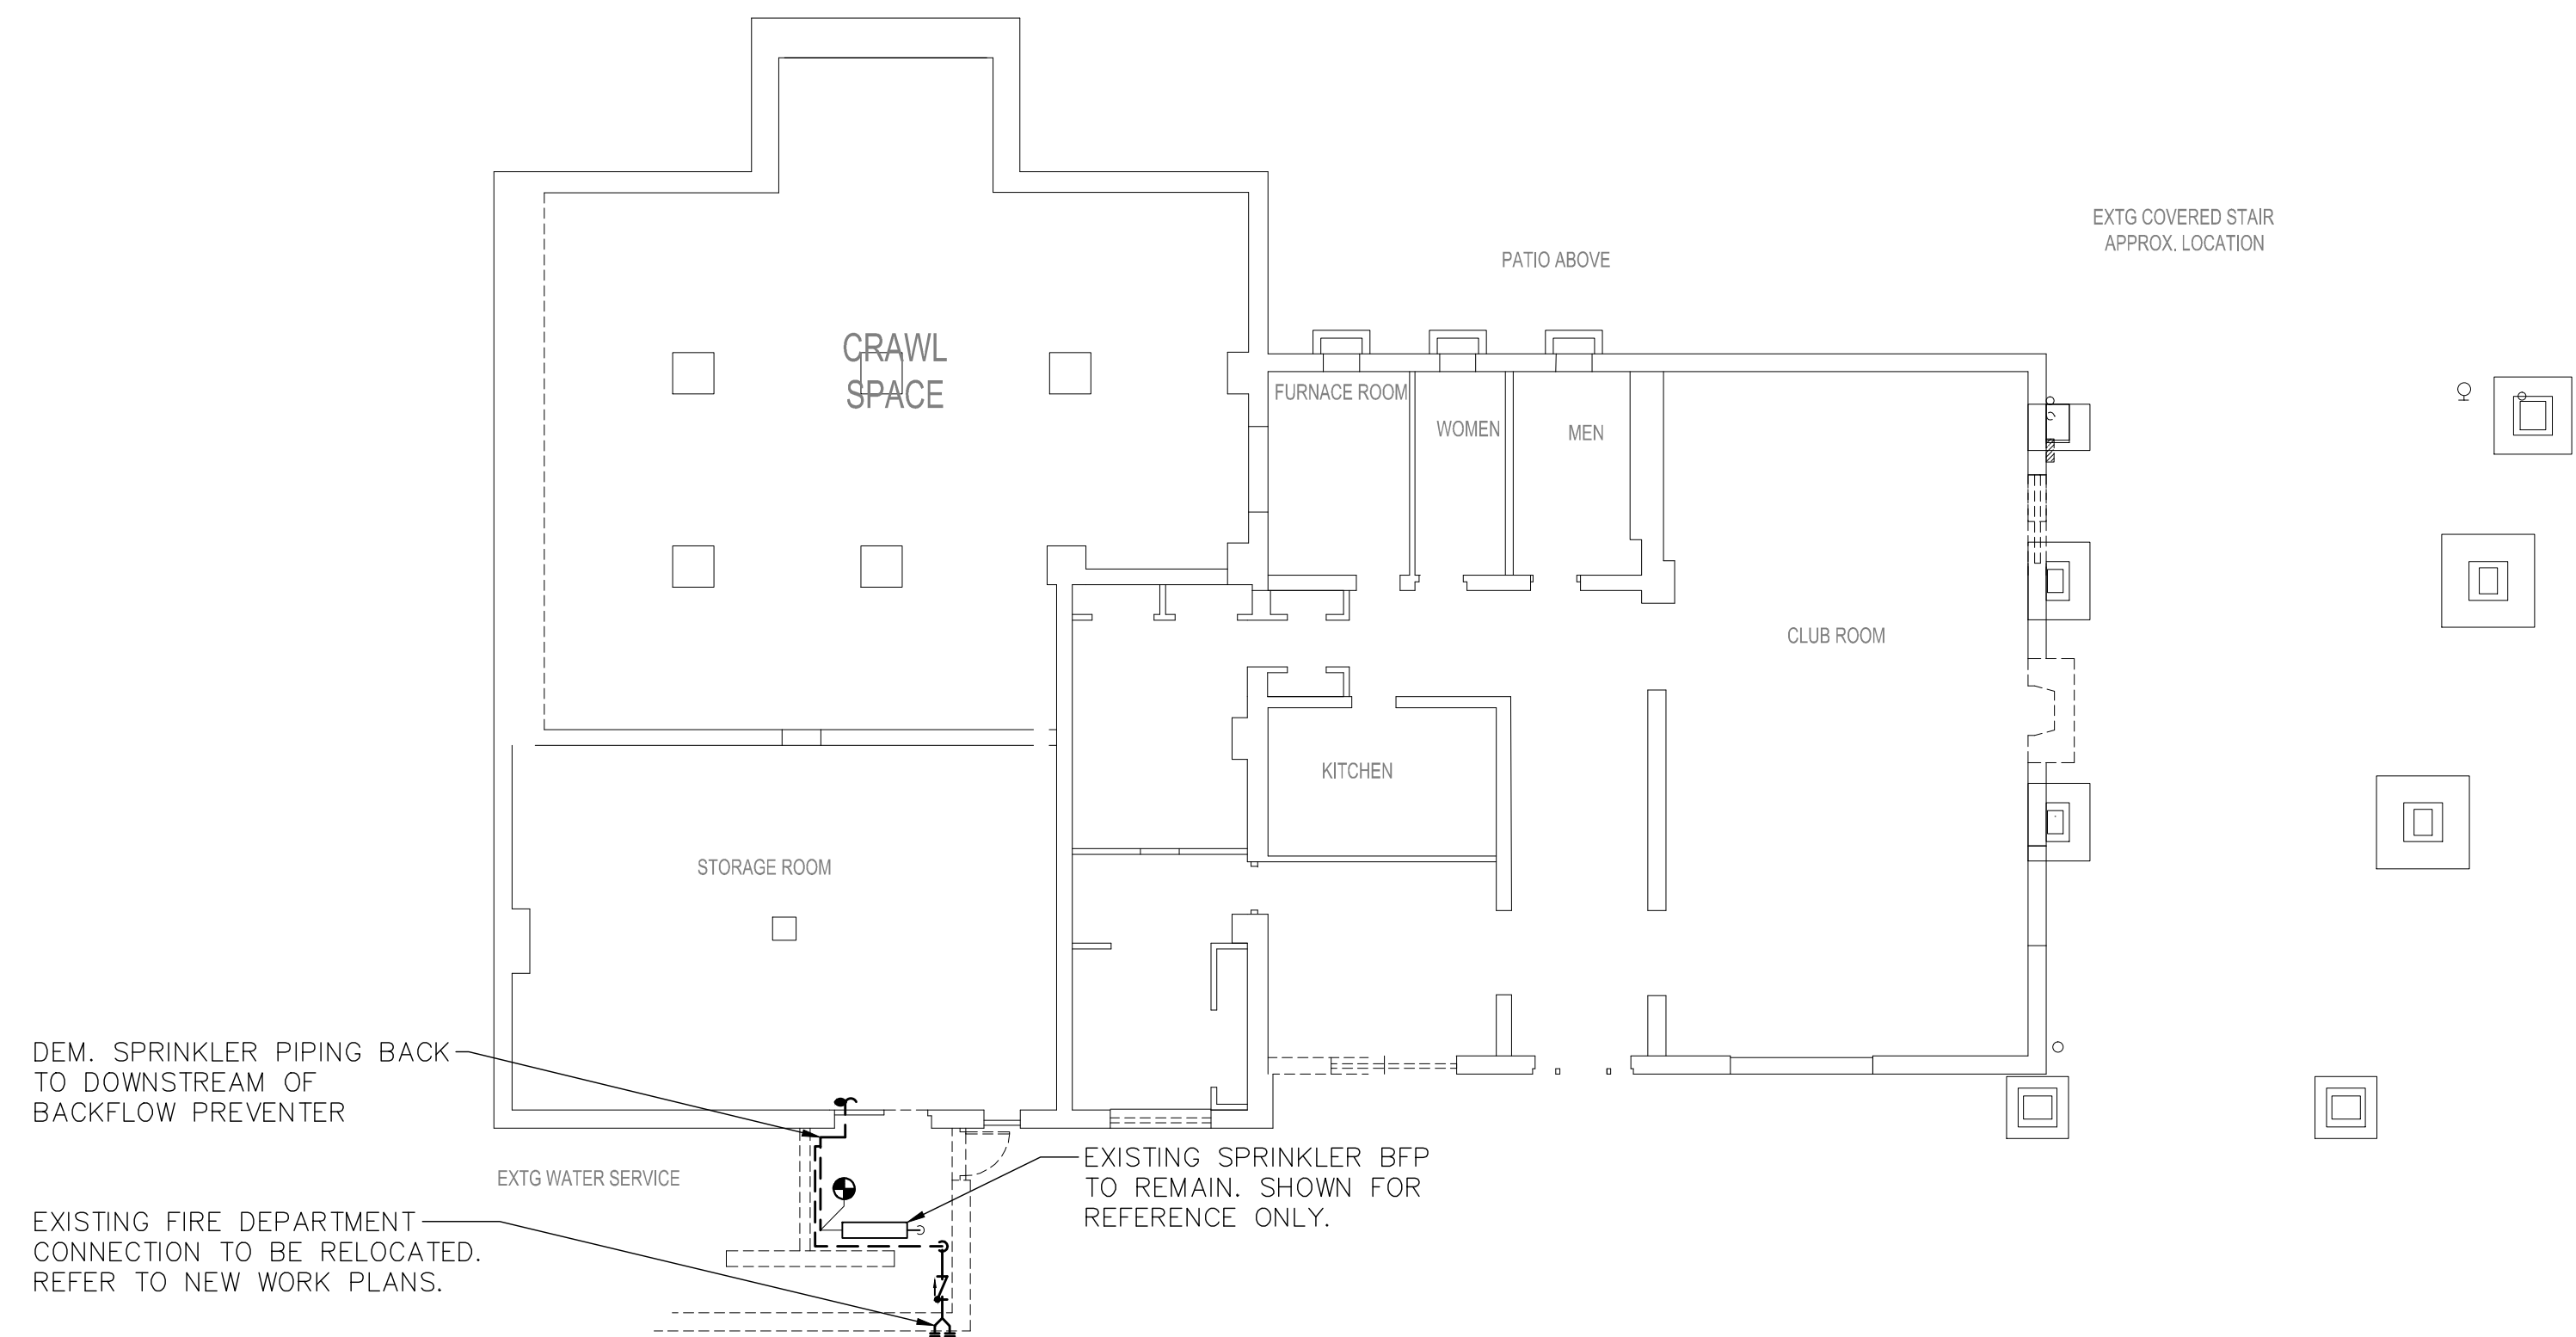 EXTG COVERED STAIR
APPROX. LOCATION
PATIO ABOVE
CRAWL
SPACE
FURNACE ROOM
WOMEN
MEN
CLUB ROOM
KITCHEN
STORAGE ROOM
DEM. SPRINKLER PIPING BACK
TO DOWNSTREAM OF
BACKFLOW PREVENTER
EXTG WATER SERVICE
EXISTING SPRINKLER BFP
TO REMAIN. SHOWN FOR
REFERENCE ONLY.
EXISTING FIRE DEPARTMENT
CONNECTION TO BE RELOCATED.
REFER TO NEW WORK PLANS.